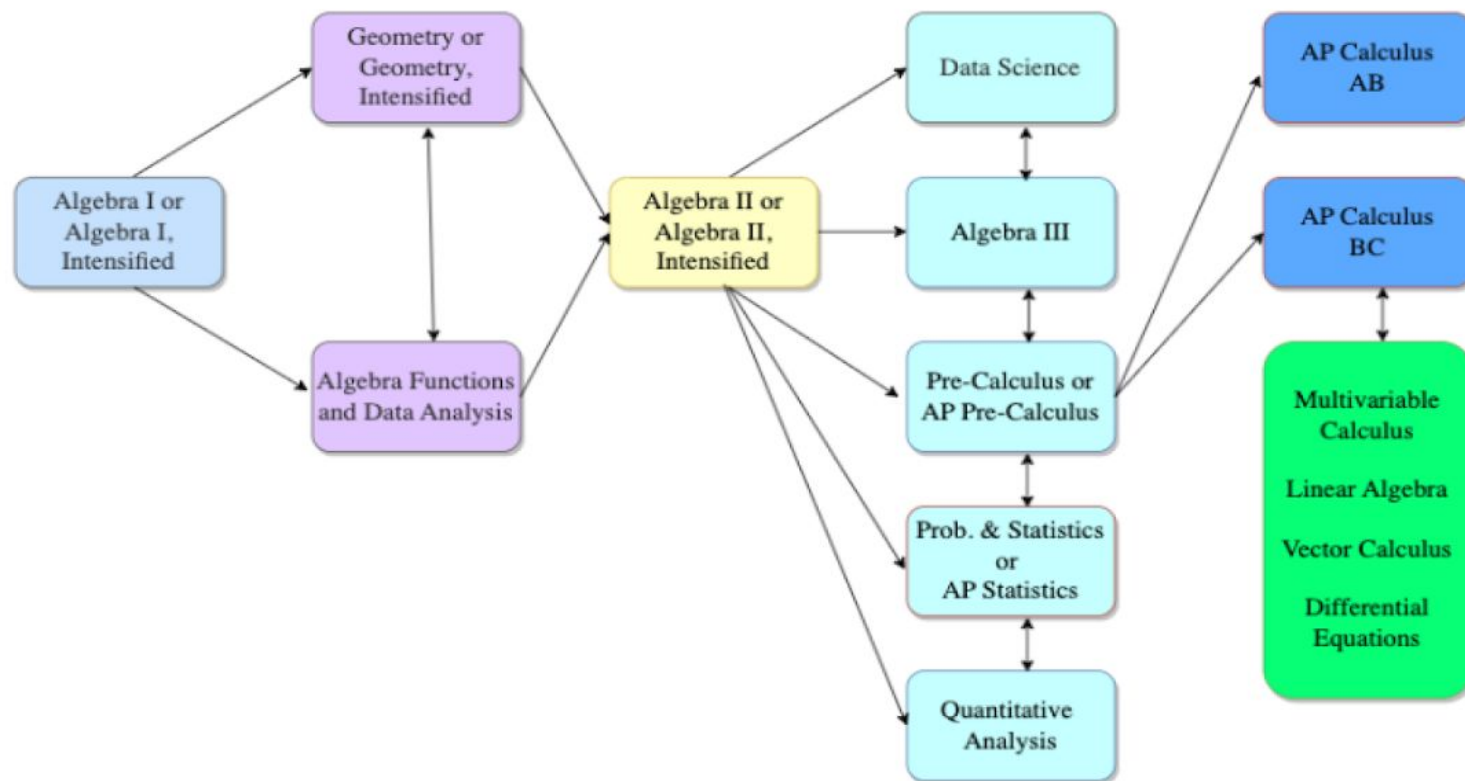 Geometry or
Geometry,
Intensified
Data Science
AP Calculus
AB
Algebra I or
Algebra I,
Intensified
Algebra II or
Algebra II,
Intensified
Algebra III
AP Calculus
BC
Algebra Functions
and Data Analysis
Pre-Calculus or
AP Pre-Calculus
Multivariable
Calculus
Linear Algebra
Vector Calculus
Differential
Equations
Prob. & Statistics
or
AP Statistics
Quantitative
Analysis